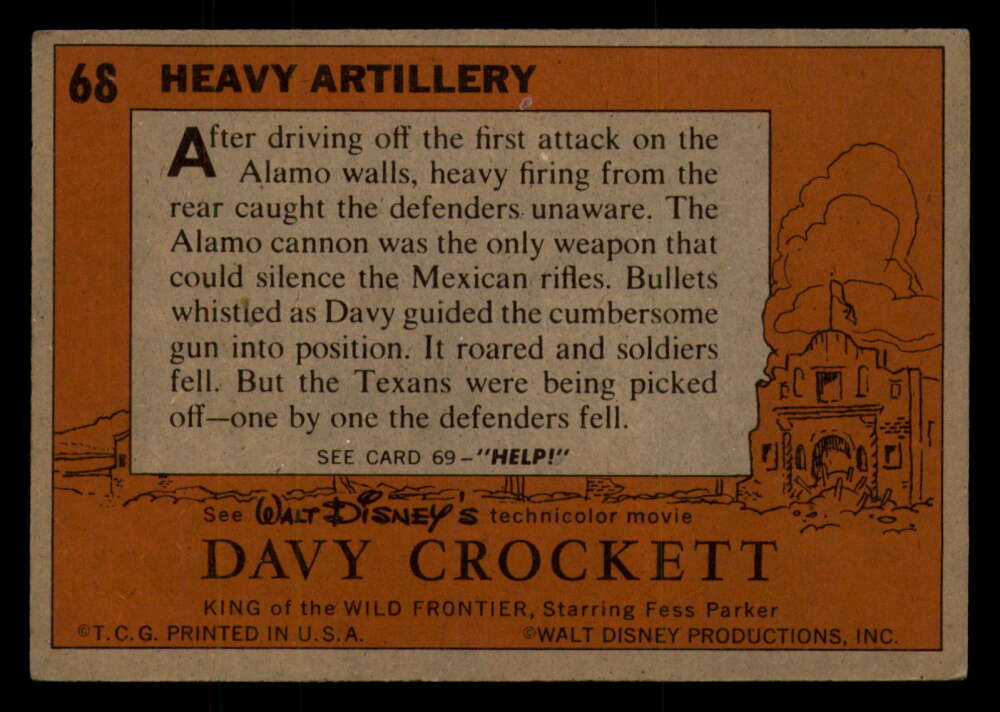 68 HEAVY ARTILLERY
After driving off the first attack on the
Alamo walls, heavy firing from the
rear caught the defenders unaware. The
Alamo cannon was the only weapon that
could silence the Mexican rifles. Bullets
whistled as Davy guided the cumbersome
gun into position. It roared and soldiers
fell. But the Texans were being picked
off—one by one the defenders fell.
SEE CARD 69-"HELP!"
See WALT DISNEY'S technicolor movie
DAVY CROCKETT
KING of the WILD FRONTIER, Starring Fess Parker
©T.C.G. PRINTED IN U.S.A. ©WALT DISNEY PRODUCTIONS, INC.